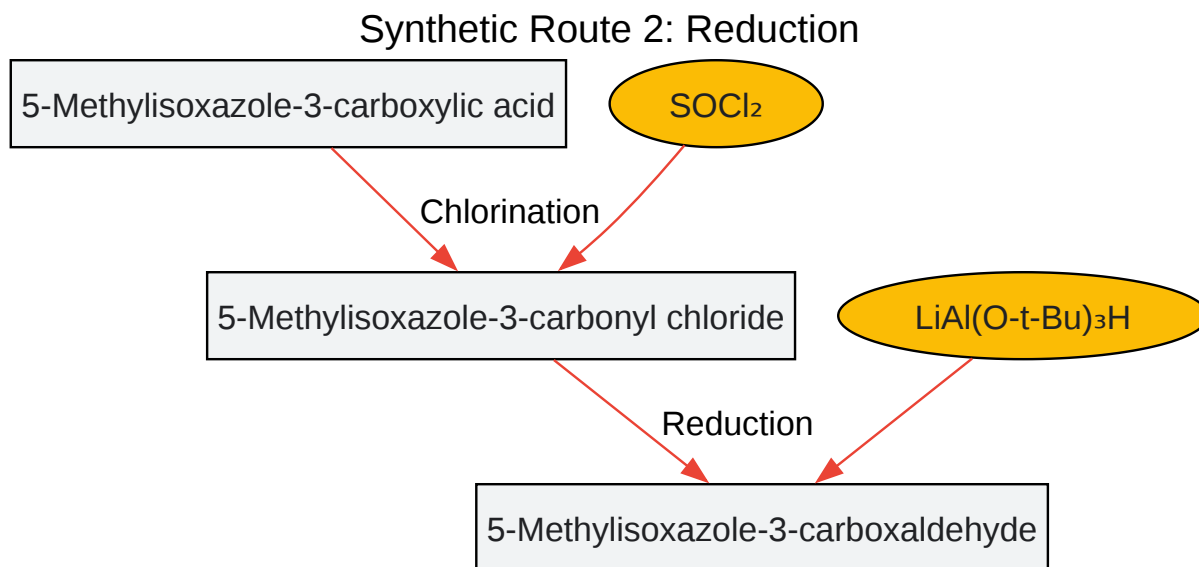 Synthetic Route 2: Reduction
5-Methylisoxazole-3-carboxylic acid
SOCl₂
Chlorination
5-Methylisoxazole-3-carbonyl chloride
LiAl(O-t-Bu)₃H
Reduction
5-Methylisoxazole-3-carboxaldehyde